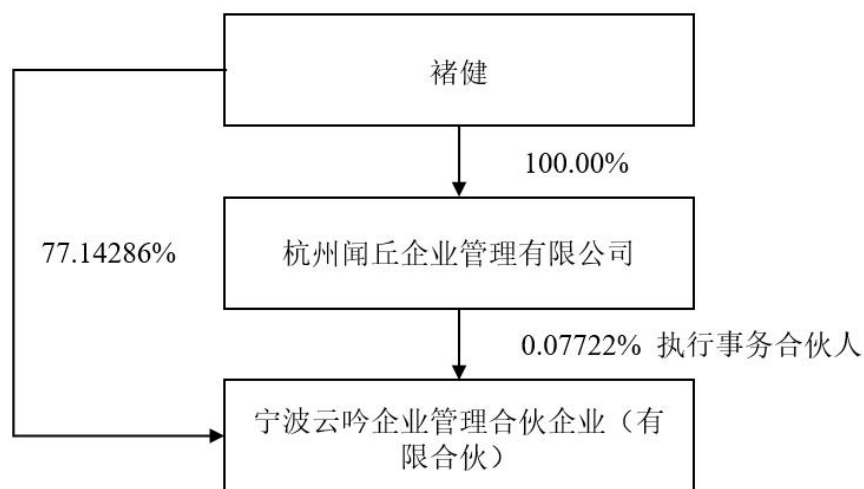 褚健
100.00%
77.14286%
杭州闻丘企业管理有限公司
0.07722% 执行事务合伙人
宁波云吟企业管理合伙企业（有
限合伙）